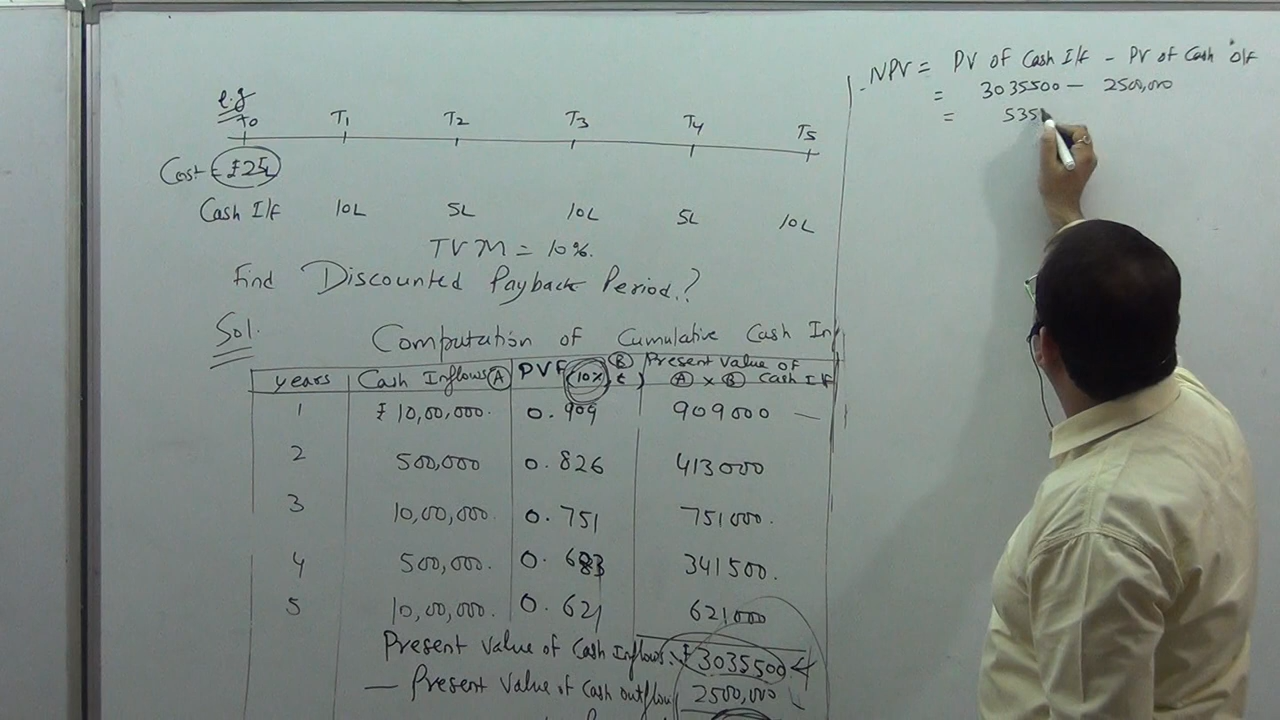 e.g
T0 T1 T2 T3 T4 T5
Cost = ₹25L
Cash I/f 10L 5L 10L 5L 10L
TVM = 10%.
Find Discounted Payback Period.?
Sol.
Computation of Cumulative Cash In
years Cash Inflows (A) PVF (10%, t) (B) Present Value of Cash I/f (A) x (B)
1 ₹10,00,000. 0.909 909000 —
2 500,000 0.826 413000
3 10,00,000. 0.751 751000.
4 500,000. 0.683 341500.
5 10,00,000. 0.621 621000
Present Value of Cash Inflows. ₹3035500
— Present Value of Cash outflow 2500,000
NPV = PV of Cash I/f - PV of Cash O/f
= 3035500 — 2500,000
= 535